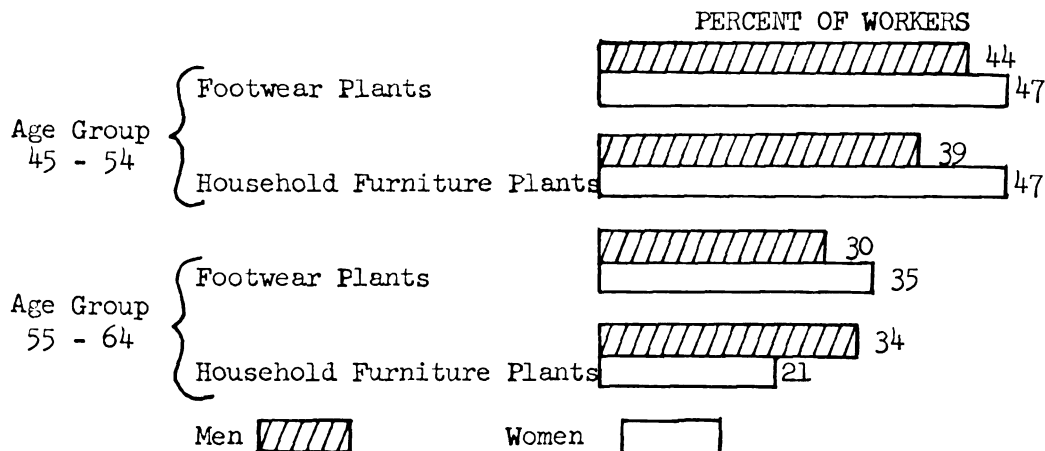 PERCENT OF WORKERS
44
Footwear Plants
47
Age Group
45 - 54
39
Household Furniture Plants
47
30
Footwear Plants
35
Age Group
55 - 64
34
Household Furniture Plants
21
Men
Women